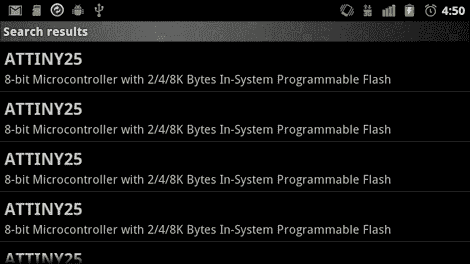 4:50
Search results
ATTINY25
8-bit Microcontroller with 2/4/8K Bytes In-System Programmable Flash
ATTINY25
8-bit Microcontroller with 2/4/8K Bytes In-System Programmable Flash
ATTINY25
8-bit Microcontroller with 2/4/8K Bytes In-System Programmable Flash
ATTINY25
8-bit Microcontroller with 2/4/8K Bytes In-System Programmable Flash
ATTINY25